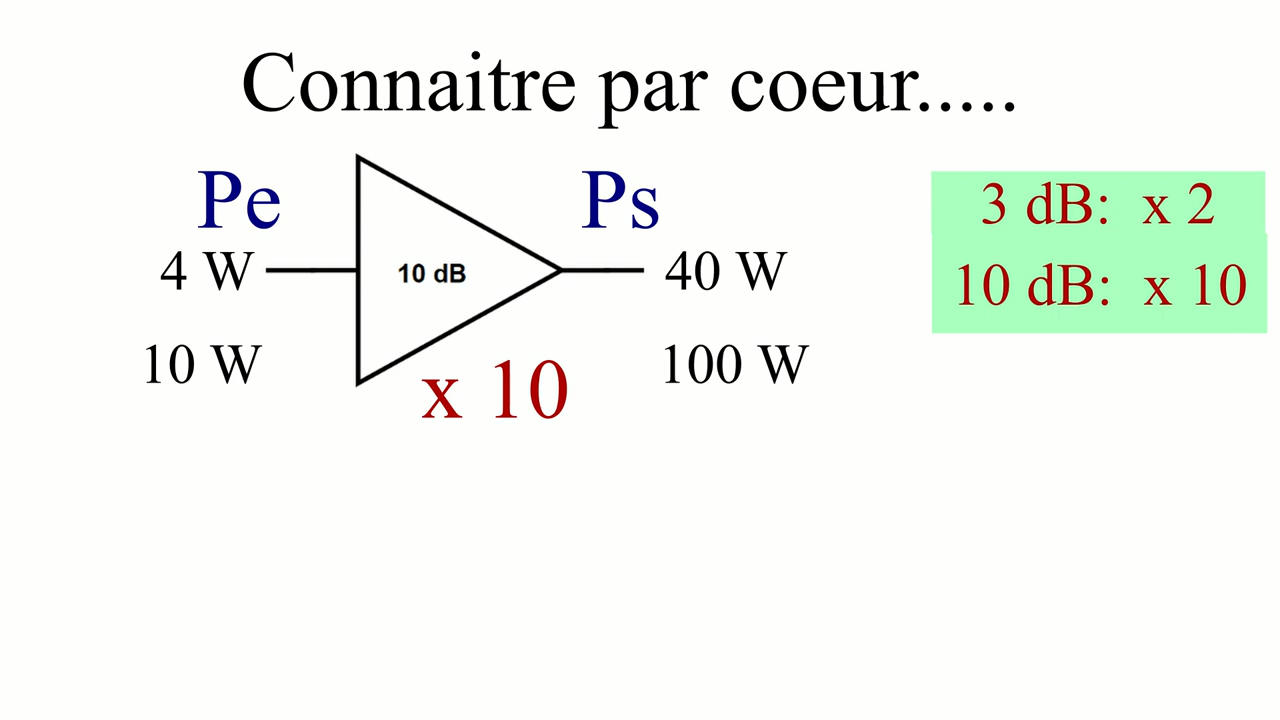 Connaitre par coeur.....
Pe
Ps
3 dB: x 2
4 W
10 dB
40 W
10 dB: x 10
10 W
x 10
100 W